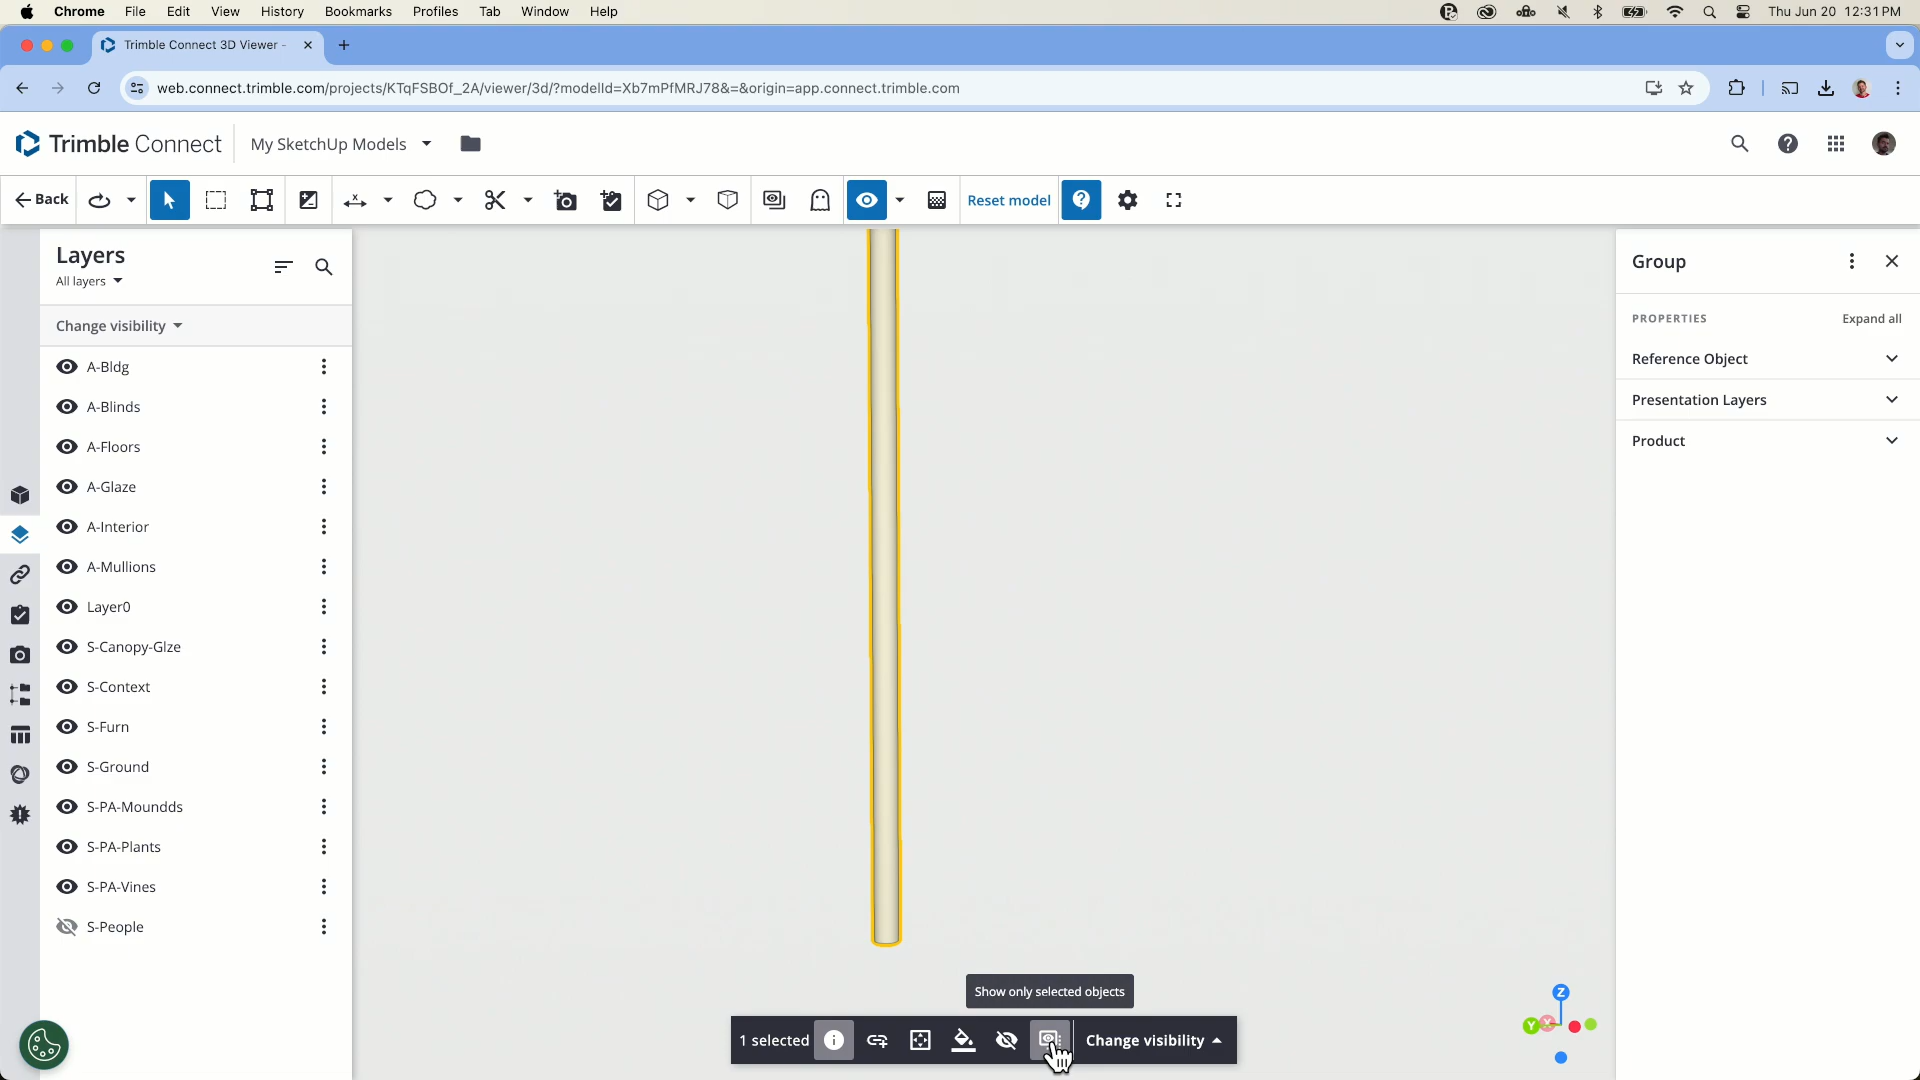 Chrome File Edit View History Bookmarks Profiles Tab Window Help Thu Jun 20 12:31 PM
Trimble Connect 3D Viewer -
web.connect.trimble.com/projects/KTqFSBOf_2A/viewer/3d/?modelId=Xb7mPfMRJ78&=&origin=app.connect.trimble.com
Trimble Connect My SketchUp Models
Back Reset model
Layers
All layers
Change visibility
A-Bldg
A-Blinds
A-Floors
A-Glaze
A-Interior
A-Mullions
Layer0
S-Canopy-Glze
S-Context
S-Furn
S-Ground
S-PA-Moundds
S-PA-Plants
S-PA-Vines
S-People
Group
PROPERTIES Expand all
Reference Object
Presentation Layers
Product
Show only selected objects
1 selected Change visibility
Z
Y X